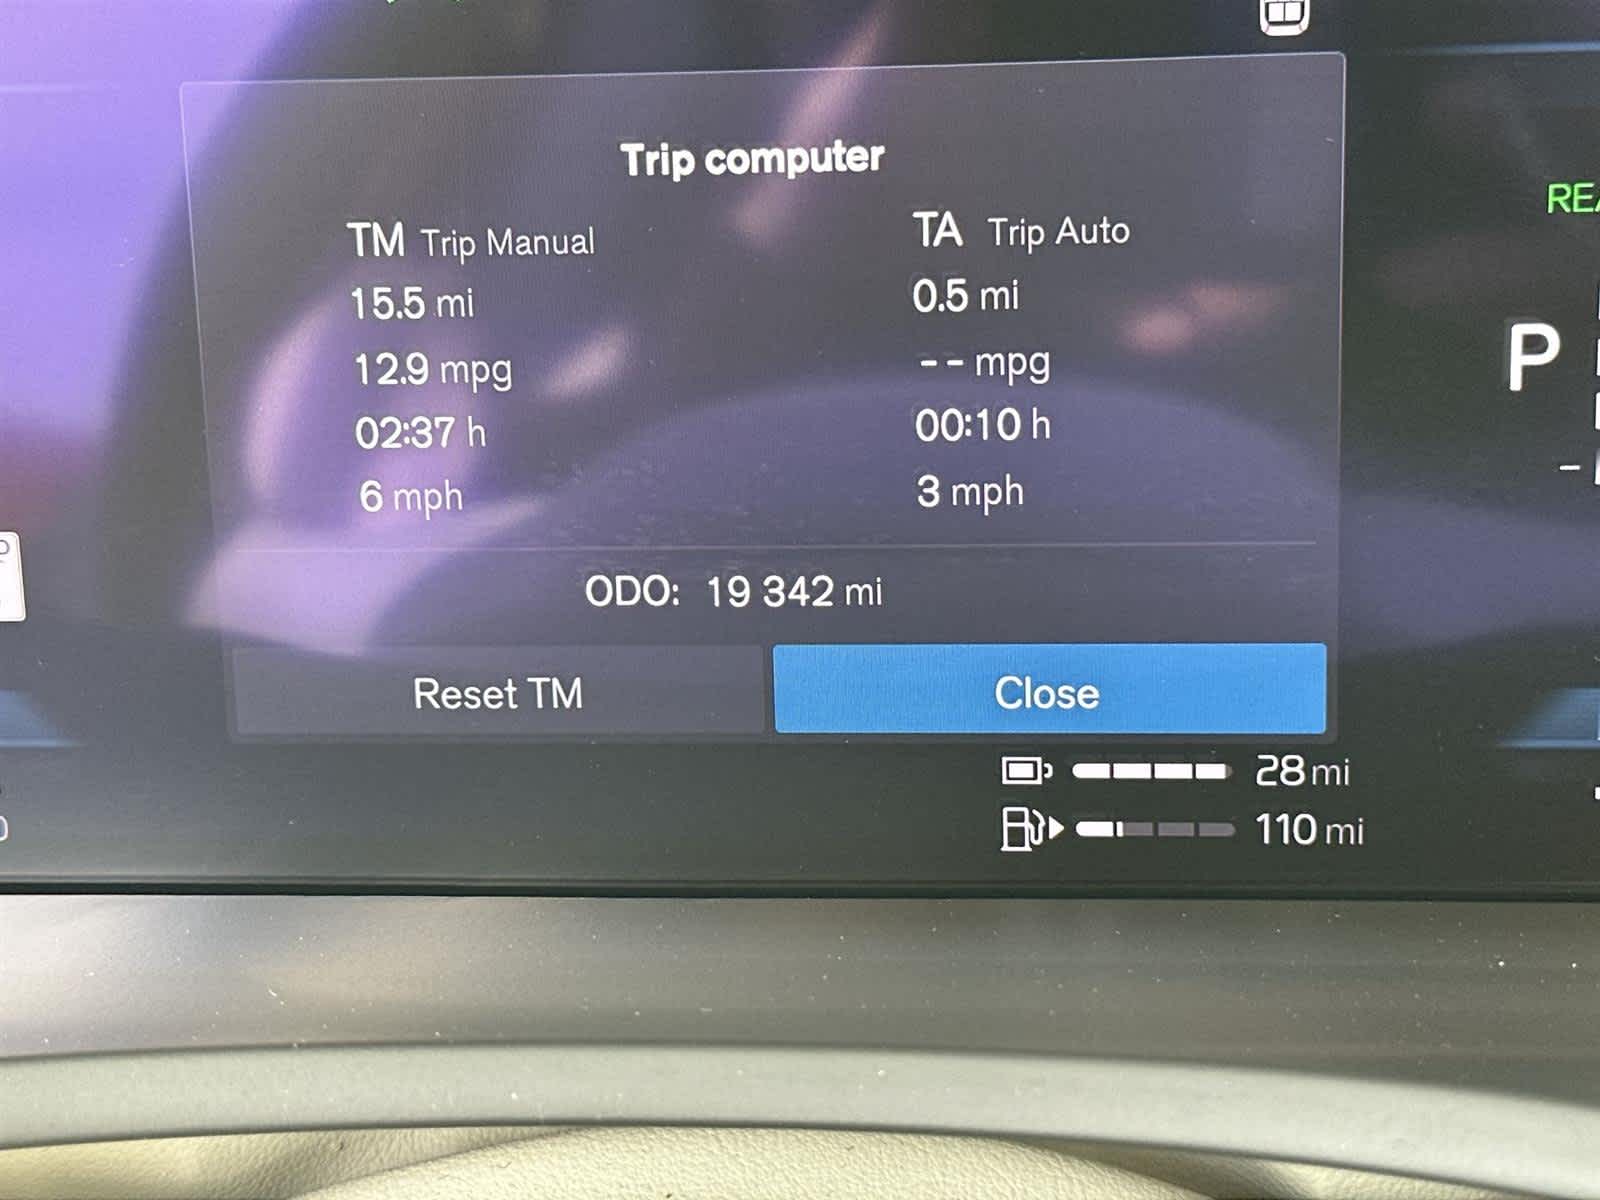 Trip computer
TM Trip Manual
15.5 mi
12.9 mpg
02:37 h
6 mph
TA Trip Auto
0.5 mi
-- mpg
00:10 h
3 mph
ODO: 19 342 mi
Reset TM
Close
28 mi
110 mi
P